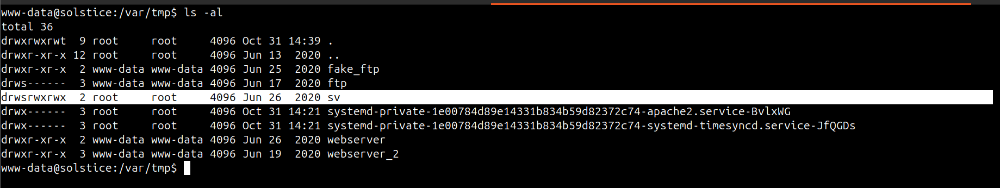 www-data@solstice:/var/tmp$ ls -al
total 36
drwxrwxrwt  9 root     root     4096 Oct 31 14:39 .
drwxr-xr-x 12 root     root     4096 Jun 13  2020 ..
drwxr-xr-x  2 www-data www-data 4096 Jun 25  2020 fake_ftp
drws------  3 www-data www-data 4096 Jun 17  2020 ftp
drwsrwxrwx  2 root     root     4096 Jun 26  2020 sv
drwx------  3 root     root     4096 Oct 31 14:21 systemd-private-1e00784d89e14331b834b59d82372c74-apache2.service-BvlxWG
drwx------  3 root     root     4096 Oct 31 14:21 systemd-private-1e00784d89e14331b834b59d82372c74-systemd-timesyncd.service-JfQGDs
drwxr-xr-x  2 www-data www-data 4096 Jun 26  2020 webserver
drwxr-xr-x  3 www-data www-data 4096 Jun 19  2020 webserver_2
www-data@solstice:/var/tmp$